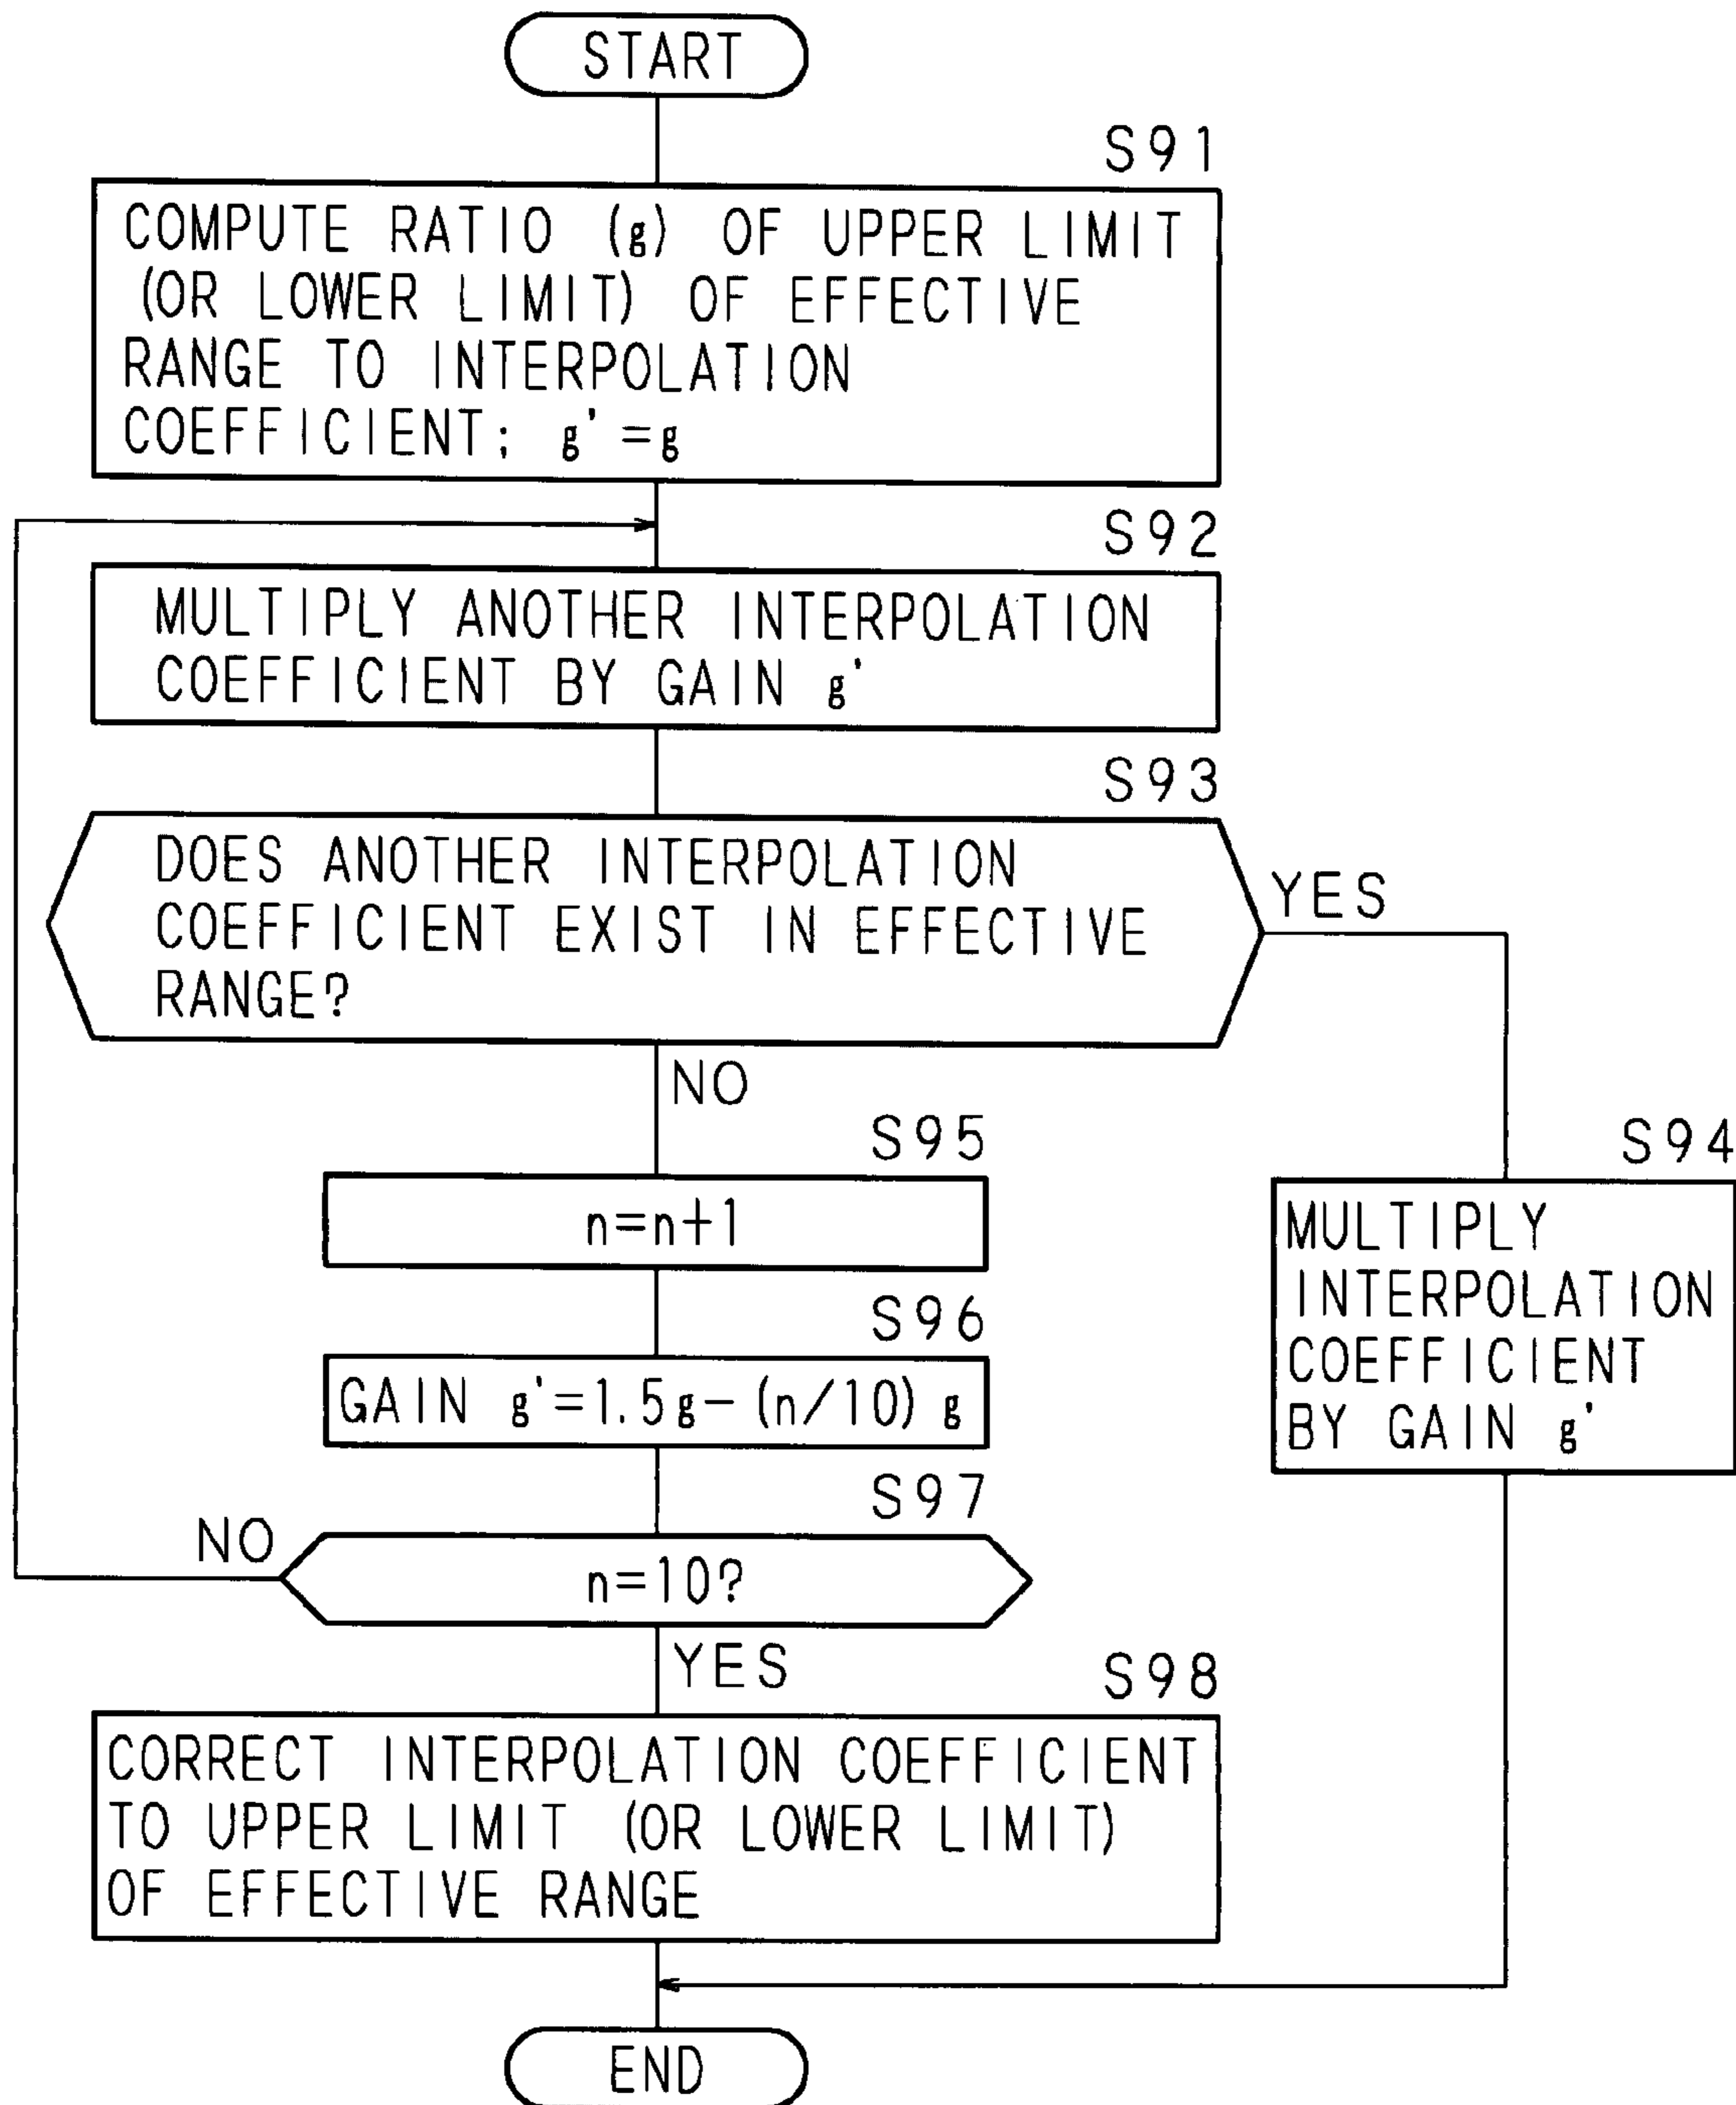 START
S91
COMPUTE RATIO (g) OF UPPER LIMIT
(OR LOWER LIMIT) OF EFFECTIVE
RANGE TO INTERPOLATION
COEFFICIENT; g'=g
S92
MULTIPLY ANOTHER INTERPOLATION
COEFFICIENT BY GAIN g'
S93
DOES ANOTHER INTERPOLATION
COEFFICIENT EXIST IN EFFECTIVE
RANGE?
YES
NO
S94
MULTIPLY
INTERPOLATION
COEFFICIENT
BY GAIN g'
S95
n=n+1
S96
GAIN g'=1.5g-(n/10)g
S97
NO
n=10?
YES
S98
CORRECT INTERPOLATION COEFFICIENT
TO UPPER LIMIT (OR LOWER LIMIT)
OF EFFECTIVE RANGE
END